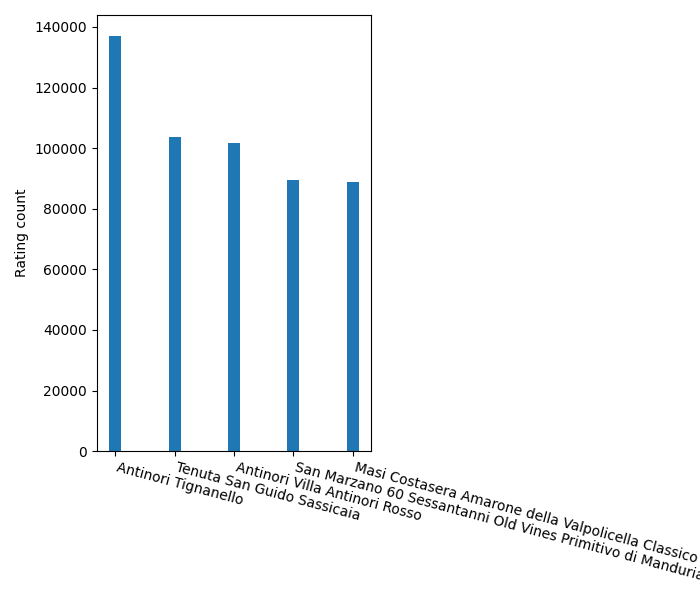 140000
120000
100000
80000
60000
40000
20000
0
Rating count
Antinori Tignanello
Tenuta San Guido Sassicaia
Antinori Villa Antinori Rosso
San Marzano 60 Sessantanni Old Vines Primitivo di Manduria
Masi Costasera Amarone della Valpolicella Classico